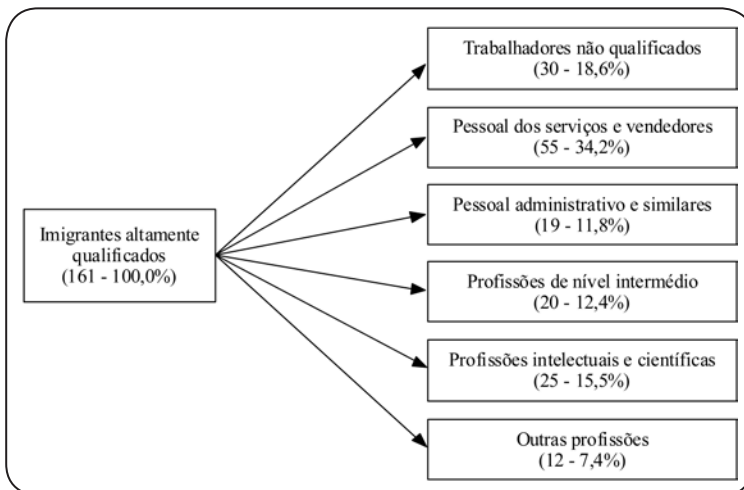 Trabalhadores não qualificados
(30 - 18,6%)
Pessoal dos serviços e vendedores
(55 - 34,2%)
Pessoal administrativo e similares
(19 - 11,8%)
Imigrantes altamente
qualificados
(161 - 100,0%)
Profissões de nível intermédio
(20 - 12,4%)
Profissões intelectuais e científicas
(25 - 15,5%)
Outras profissões
(12 - 7,4%)